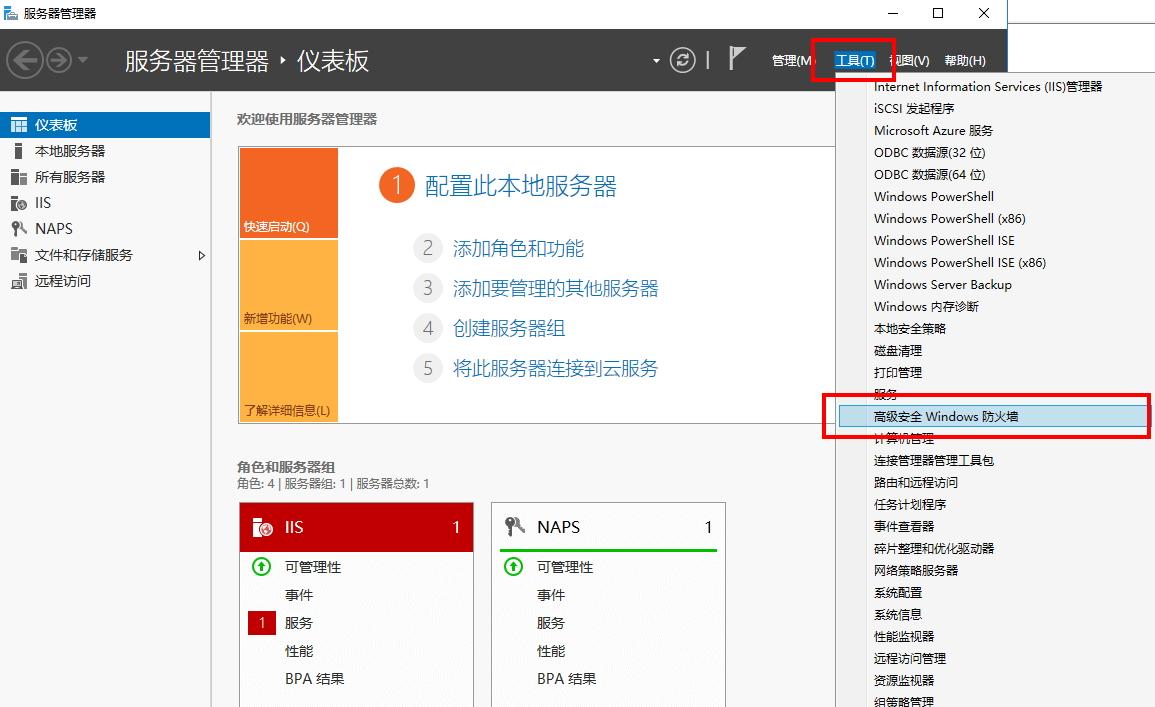 服务器管理器
服务器管理器 ‣ 仪表板
管理(M
工具(T)
视图(V)
帮助(H)
仪表板
本地服务器
所有服务器
IIS
NAPS
文件和存储服务
远程访问
欢迎使用服务器管理器
快速启动(Q)
新增功能(W)
了解详细信息(L)
1 配置此本地服务器
2 添加角色和功能
3 添加要管理的其他服务器
4 创建服务器组
5 将此服务器连接到云服务
角色和服务器组
角色: 4 | 服务器组: 1 | 服务器总数: 1
IIS 1
可管理性
事件
1 服务
性能
BPA 结果
NAPS 1
可管理性
事件
服务
性能
BPA 结果
Internet Information Services (IIS)管理器
iSCSI 发起程序
Microsoft Azure 服务
ODBC 数据源(32 位)
ODBC 数据源(64 位)
Windows PowerShell
Windows PowerShell (x86)
Windows PowerShell ISE
Windows PowerShell ISE (x86)
Windows Server Backup
Windows 内存诊断
本地安全策略
磁盘清理
打印管理
服务
高级安全 Windows 防火墙
计算机管理
连接管理器管理工具包
路由和远程访问
任务计划程序
事件查看器
碎片整理和优化驱动器
网络策略服务器
系统配置
系统信息
性能监视器
远程访问管理
资源监视器
组策略管理